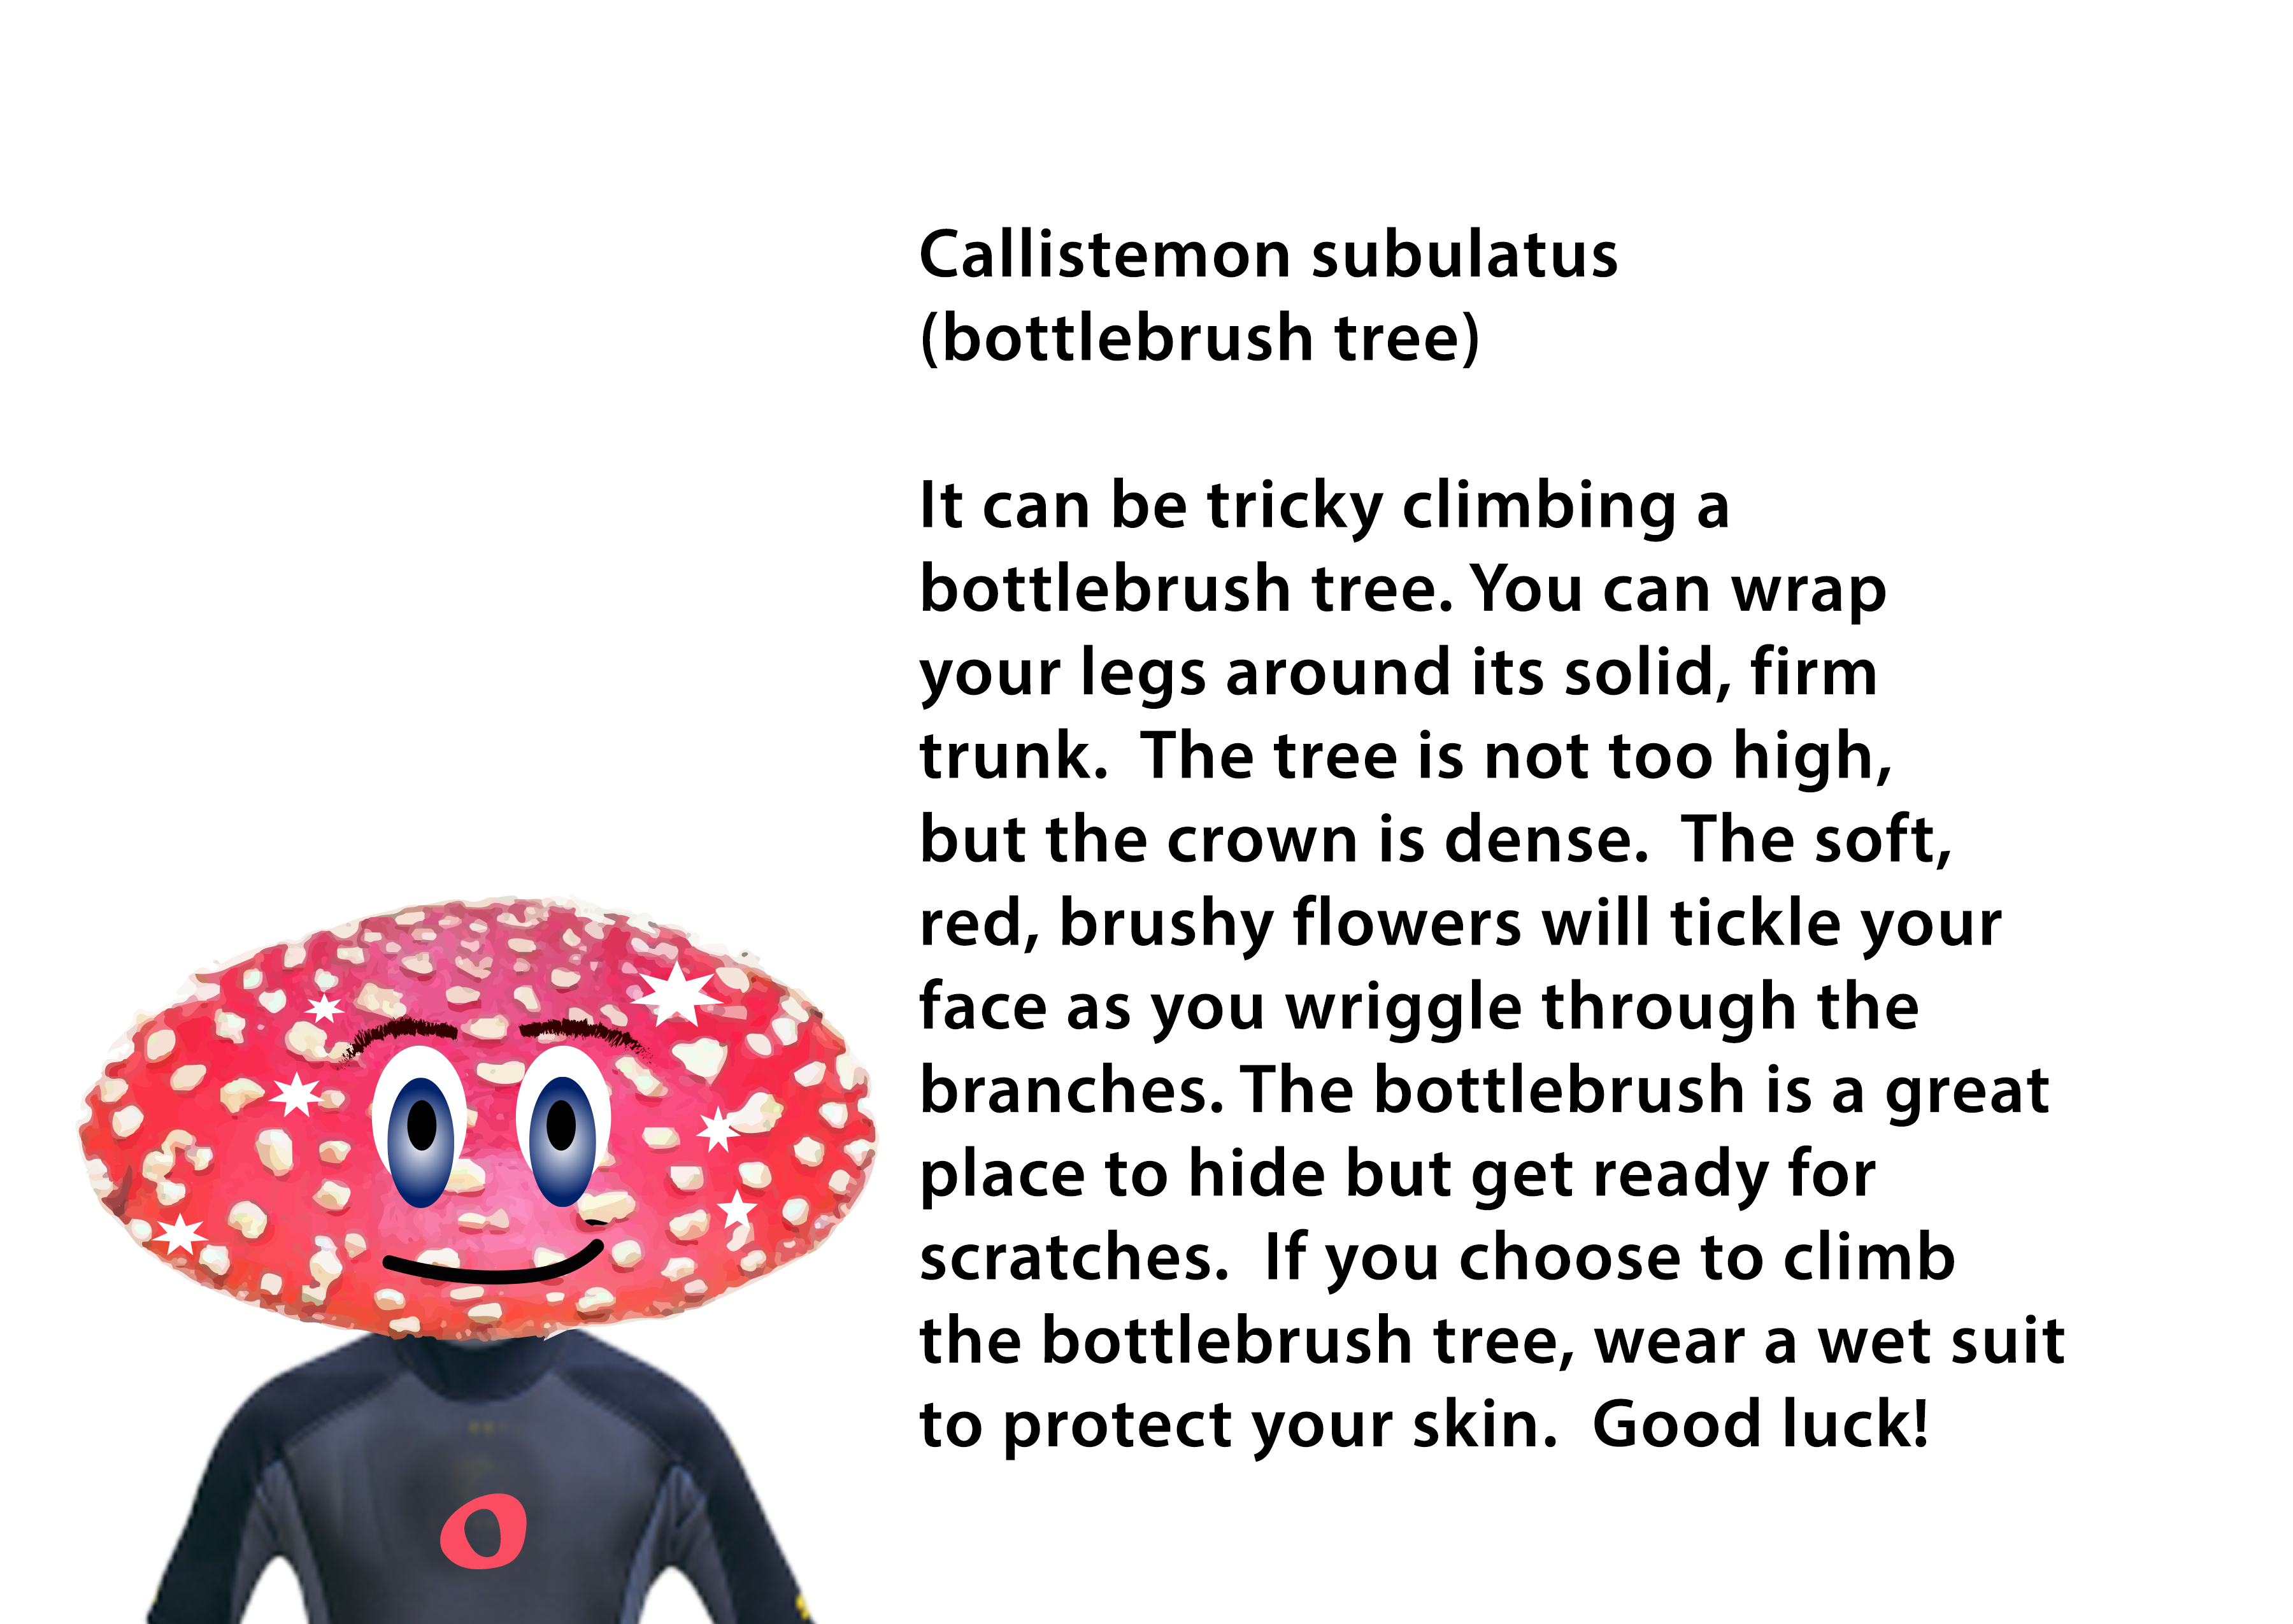 Callistemon subulatus
(bottlebrush tree)
It can be tricky climbing a
bottlebrush tree. You can wrap
your legs around its solid, firm
trunk.  The tree is not too high,
but the crown is dense.  The soft,
red, brushy flowers will tickle your
face as you wriggle through the
branches. The bottlebrush is a great
place to hide but get ready for
scratches.  If you choose to climb
the bottlebrush tree, wear a wet suit
to protect your skin.  Good luck!